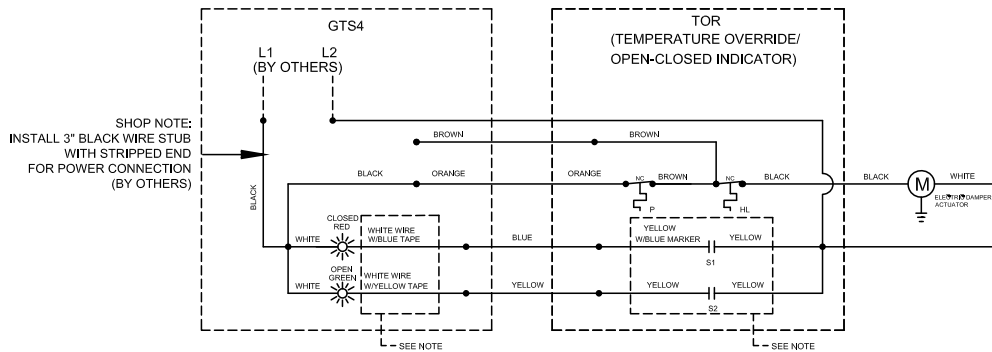 GTS4
TOR
(TEMPERATURE OVERRIDE/
OPEN-CLOSED INDICATOR)
L1 L2
(BY OTHERS)
SHOP NOTE:
INSTALL 3" BLACK WIRE STUB
WITH STRIPPED END
FOR POWER CONNECTION
(BY OTHERS)
BLACK
BROWN BROWN
BLACK ORANGE ORANGE NC BROWN NC BLACK BLACK M WHITE
P HL
ELECTRIC DAMPER
ACTUATOR
CLOSED
RED
WHITE
WHITE WIRE
W/BLUE TAPE
BLUE
YELLOW
W/BLUE MARKER
YELLOW
S1
OPEN
GREEN
WHITE
WHITE WIRE
W/YELLOW TAPE
YELLOW YELLOW YELLOW
S2
SEE NOTE SEE NOTE